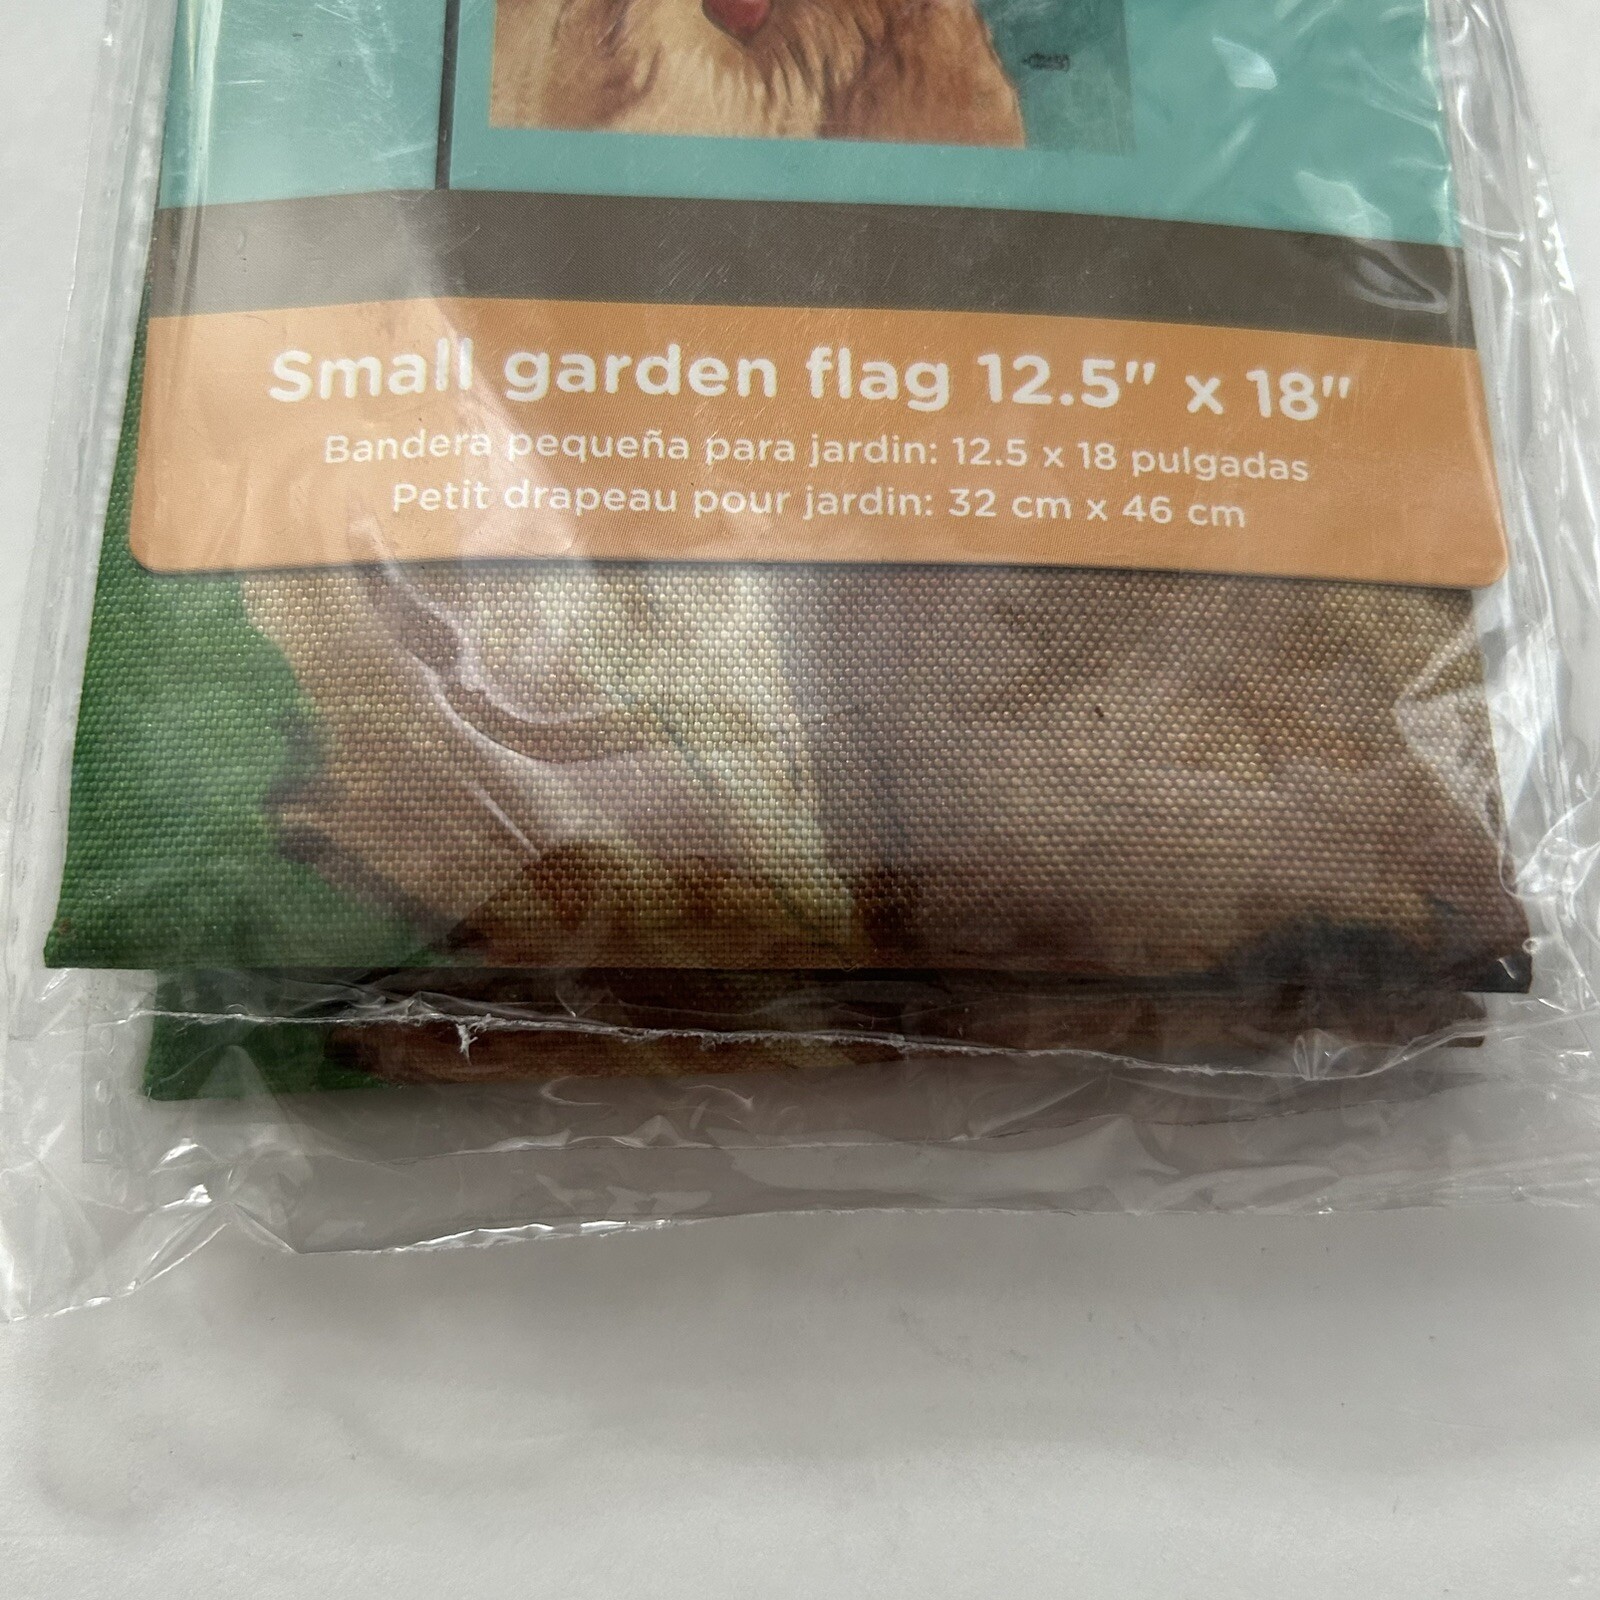 Small garden flag 12.5" x 18"
Bandera pequeña para jardin: 12.5 x 18 pulgadas
Petit drapeau pour jardin: 32 cm x 46 cm